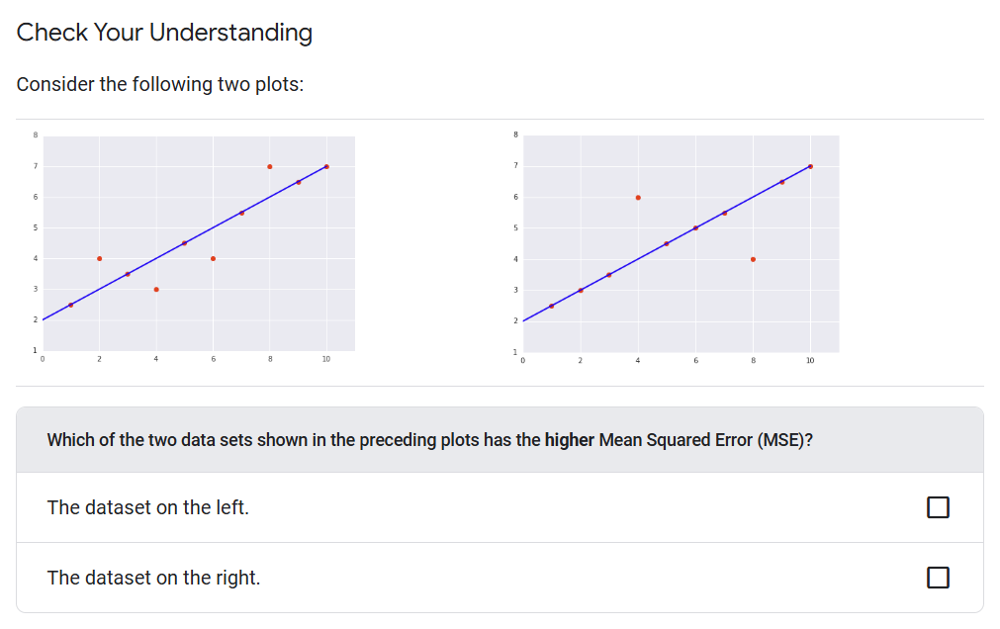 Check Your Understanding
Consider the following two plots:
8
7
6
5
4
3
2
1
0 2 4 6 8 10
8
7
6
5
4
3
2
1
0 2 4 6 8 10
Which of the two data sets shown in the preceding plots has the higher Mean Squared Error (MSE)?
The dataset on the left.
The dataset on the right.